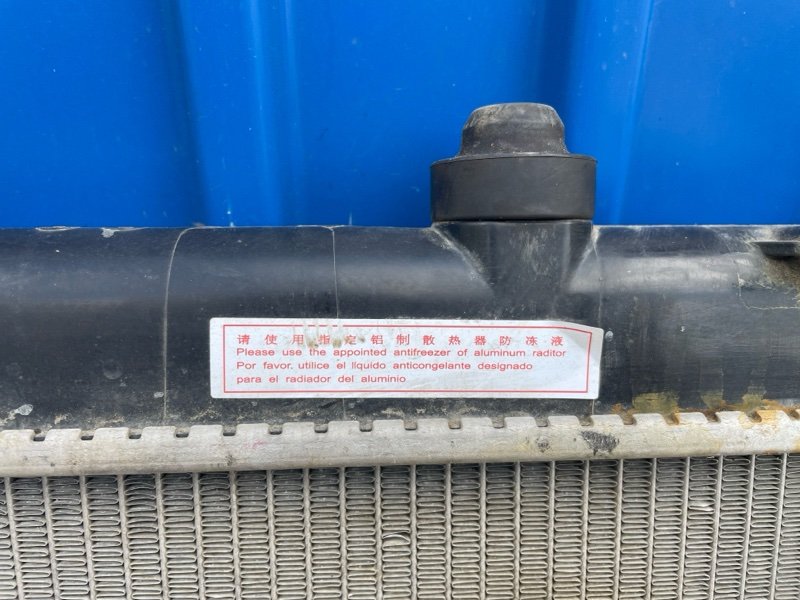 请使用指定铝制散热器防冻液
Please use the appointed antifreezer of aluminum raditor
Por favor. utilice el líquido anticongelante designado
para el radiador del aluminio